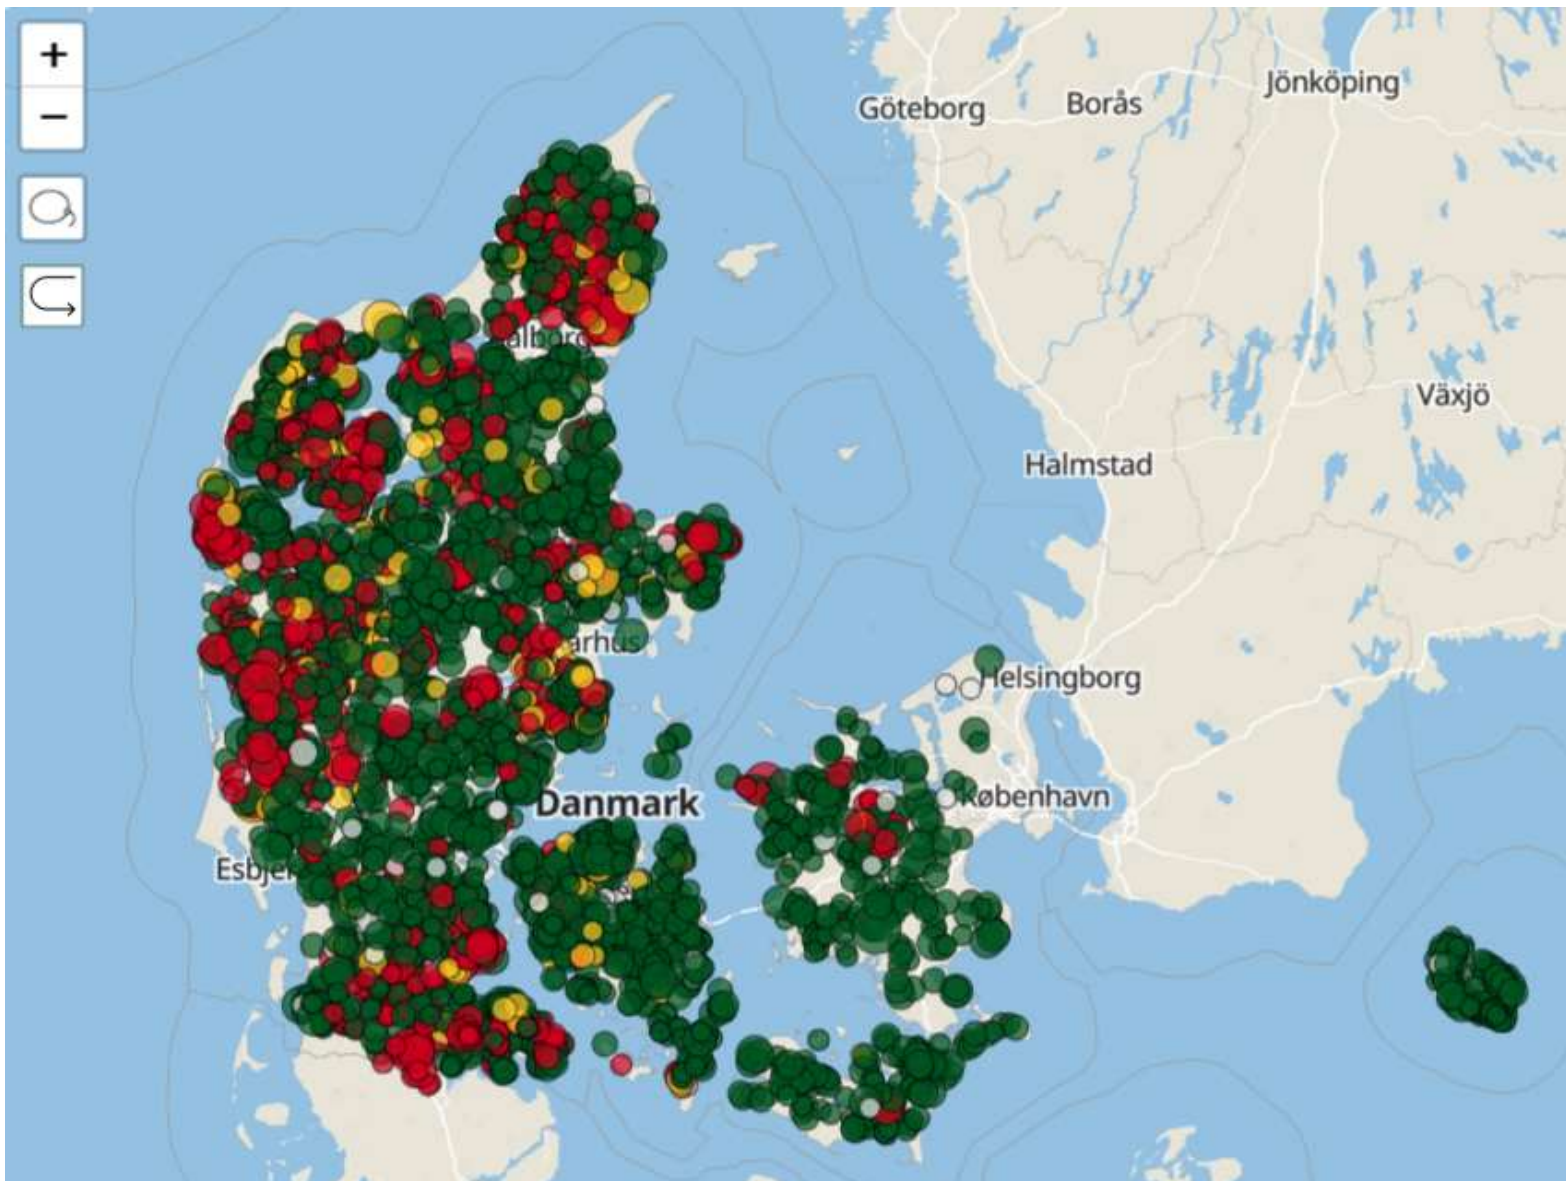 +
−
Göteborg
Borås
Jönköping
Växjö
Halmstad
Helsingborg
Danmark
København